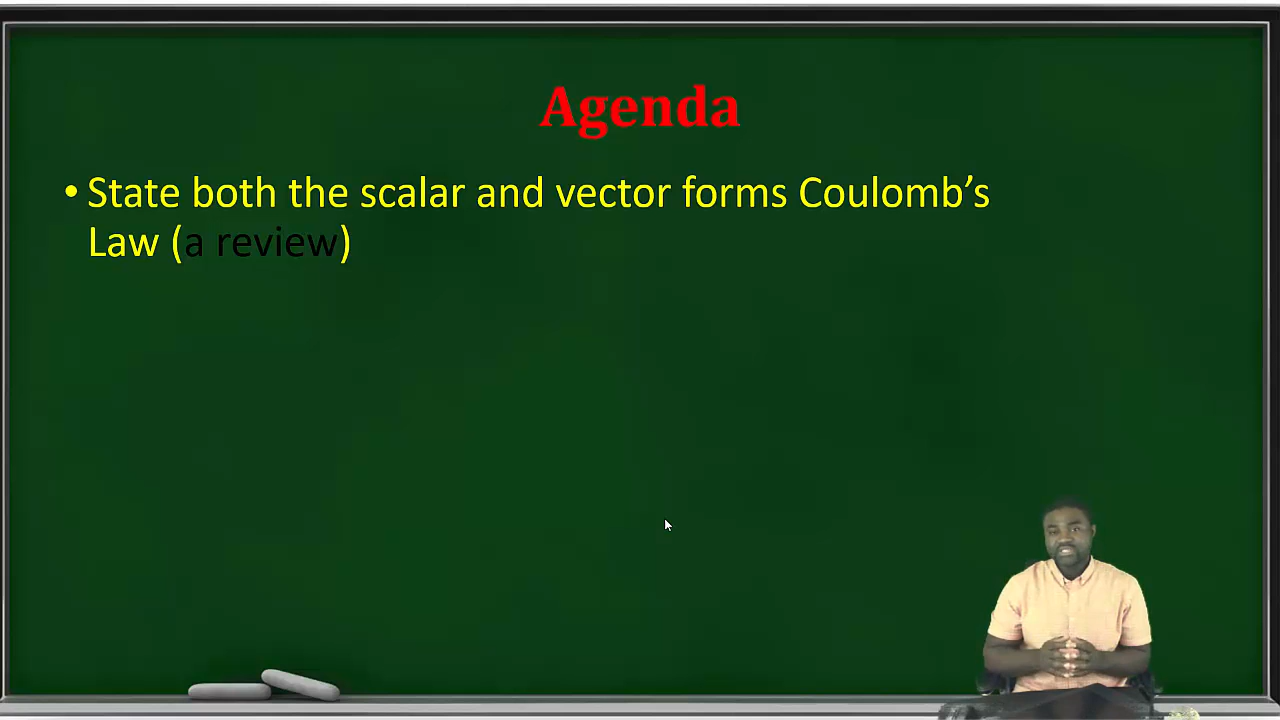 Agenda
• State both the scalar and vector forms Coulomb’s
Law (a review)